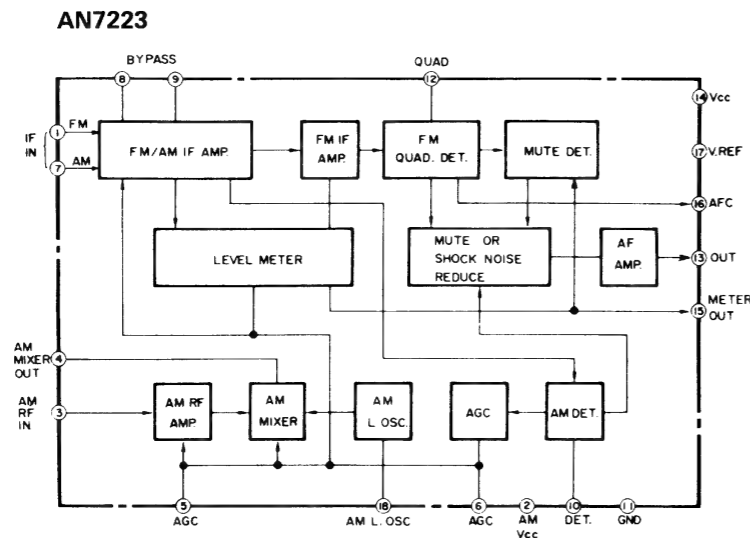 AN7223
BYPASS
QUAD
8
9
12
14 Vcc
1 FM
IF
IN
7 AM
FM/AM IF AMP.
FM IF
AMP.
FM
QUAD. DET.
MUTE DET.
17 V.REF
16 AFC
LEVEL METER
MUTE OR
SHOCK NOISE
REDUCE
AF
AMP.
13 OUT
15 METER
OUT
AM
MIXER
OUT
4
AM
RF
IN
3
AM RF
AMP.
AM
MIXER
AM
L OSC.
AGC
AM DET.
5
18
6
2
10
11
AGC
AM L. OSC
AGC
AM
Vcc
DET.
GND